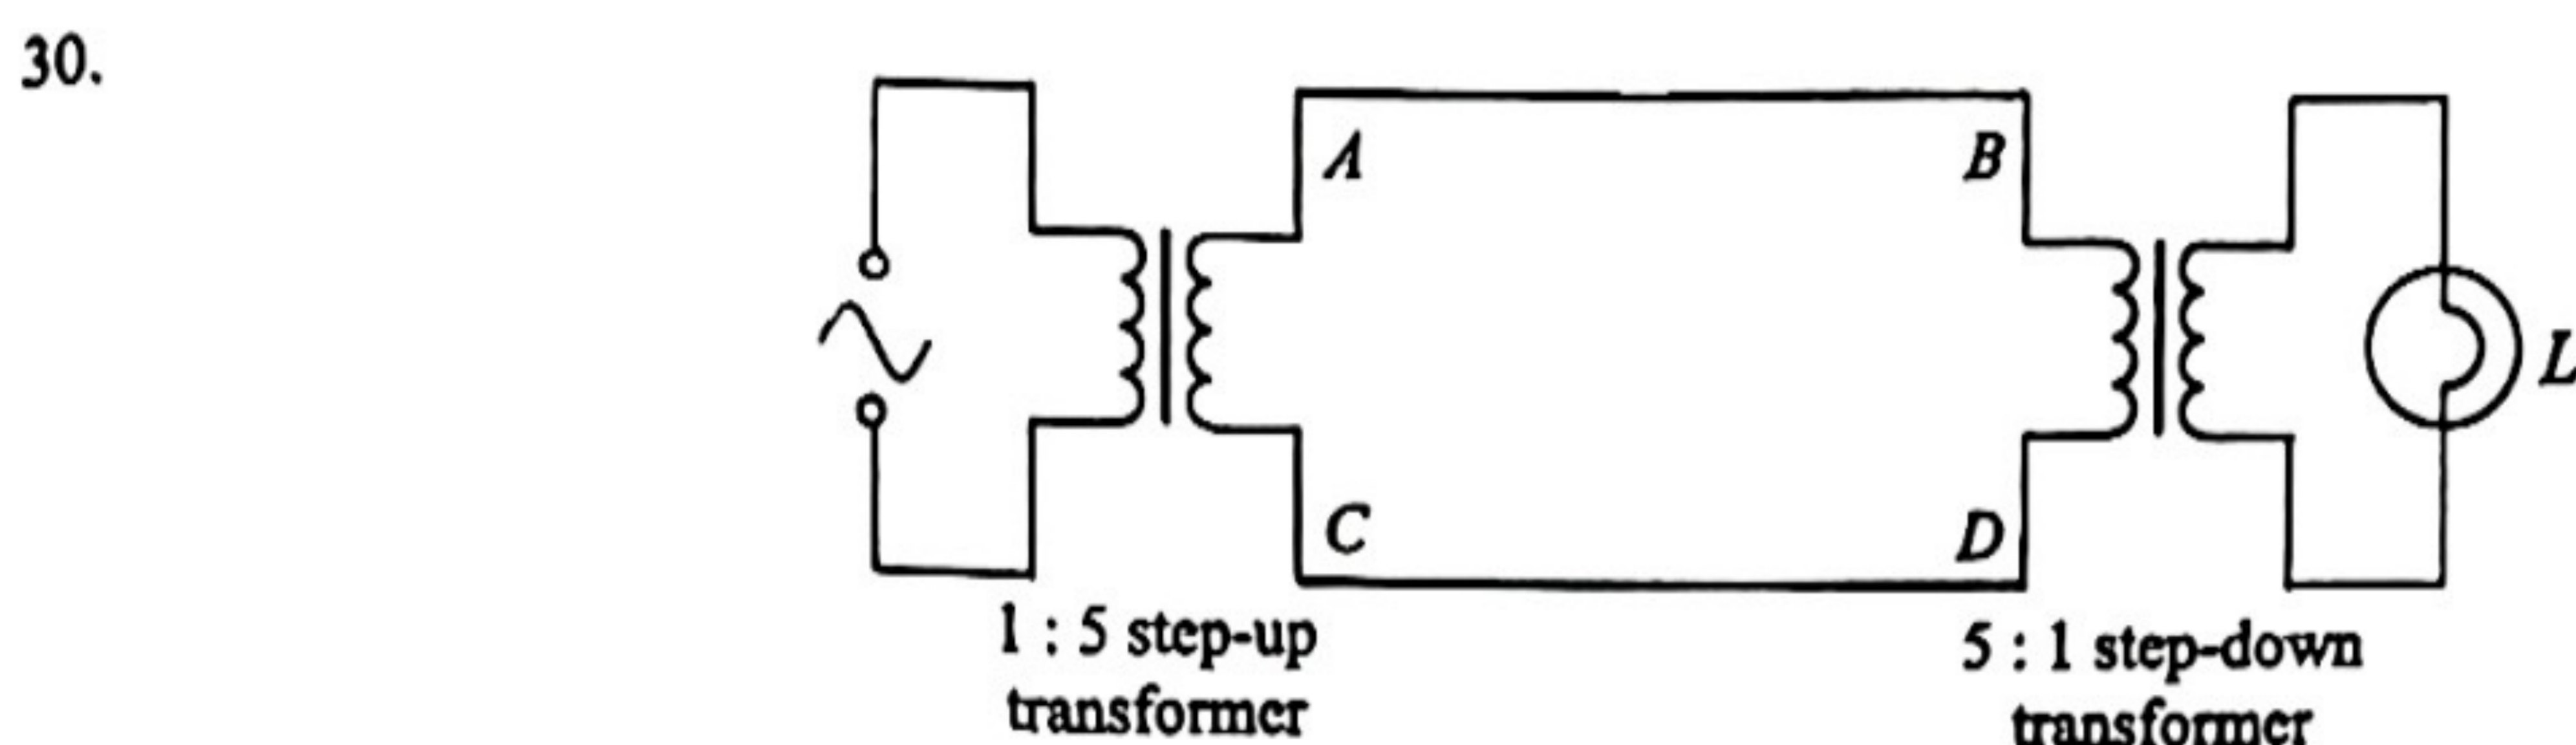 30.
A
B
C
D
L
1 : 5 step-up
transformer
5 : 1 step-down
transformer